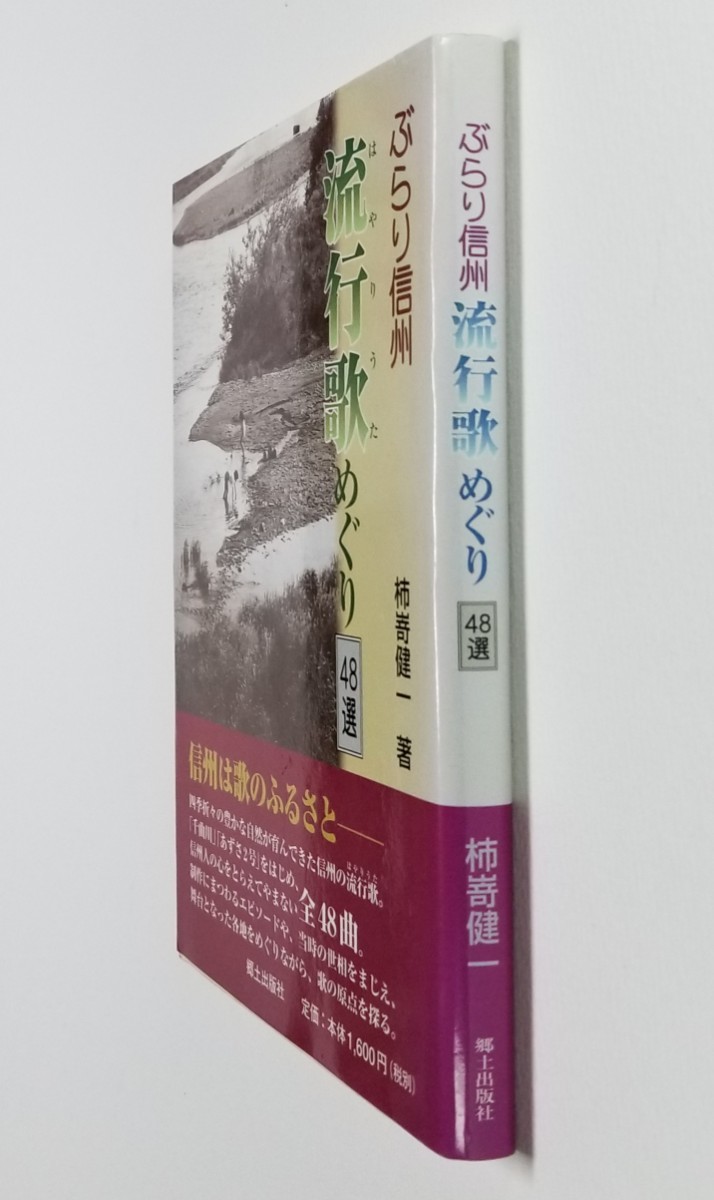 ぶらり信州
流行歌めぐり
はやりうた
48選
柿嵜健一 著
信州は歌のふるさと――
四季折々の豊かな自然が育んできた信州の流行歌。
はやりうた
「千曲川」「あずさ2号」をはじめ、
信州人の心をとらえてやまない全48曲。
制作にまつわるエピソードや、当時の世相をまじえ、
舞台となった各地をめぐりながら、歌の原点を探る。
郷土出版社 定価:本体1,600円(税別)
ぶらり信州 流行歌めぐり
48選
柿嵜健一
郷土出版社